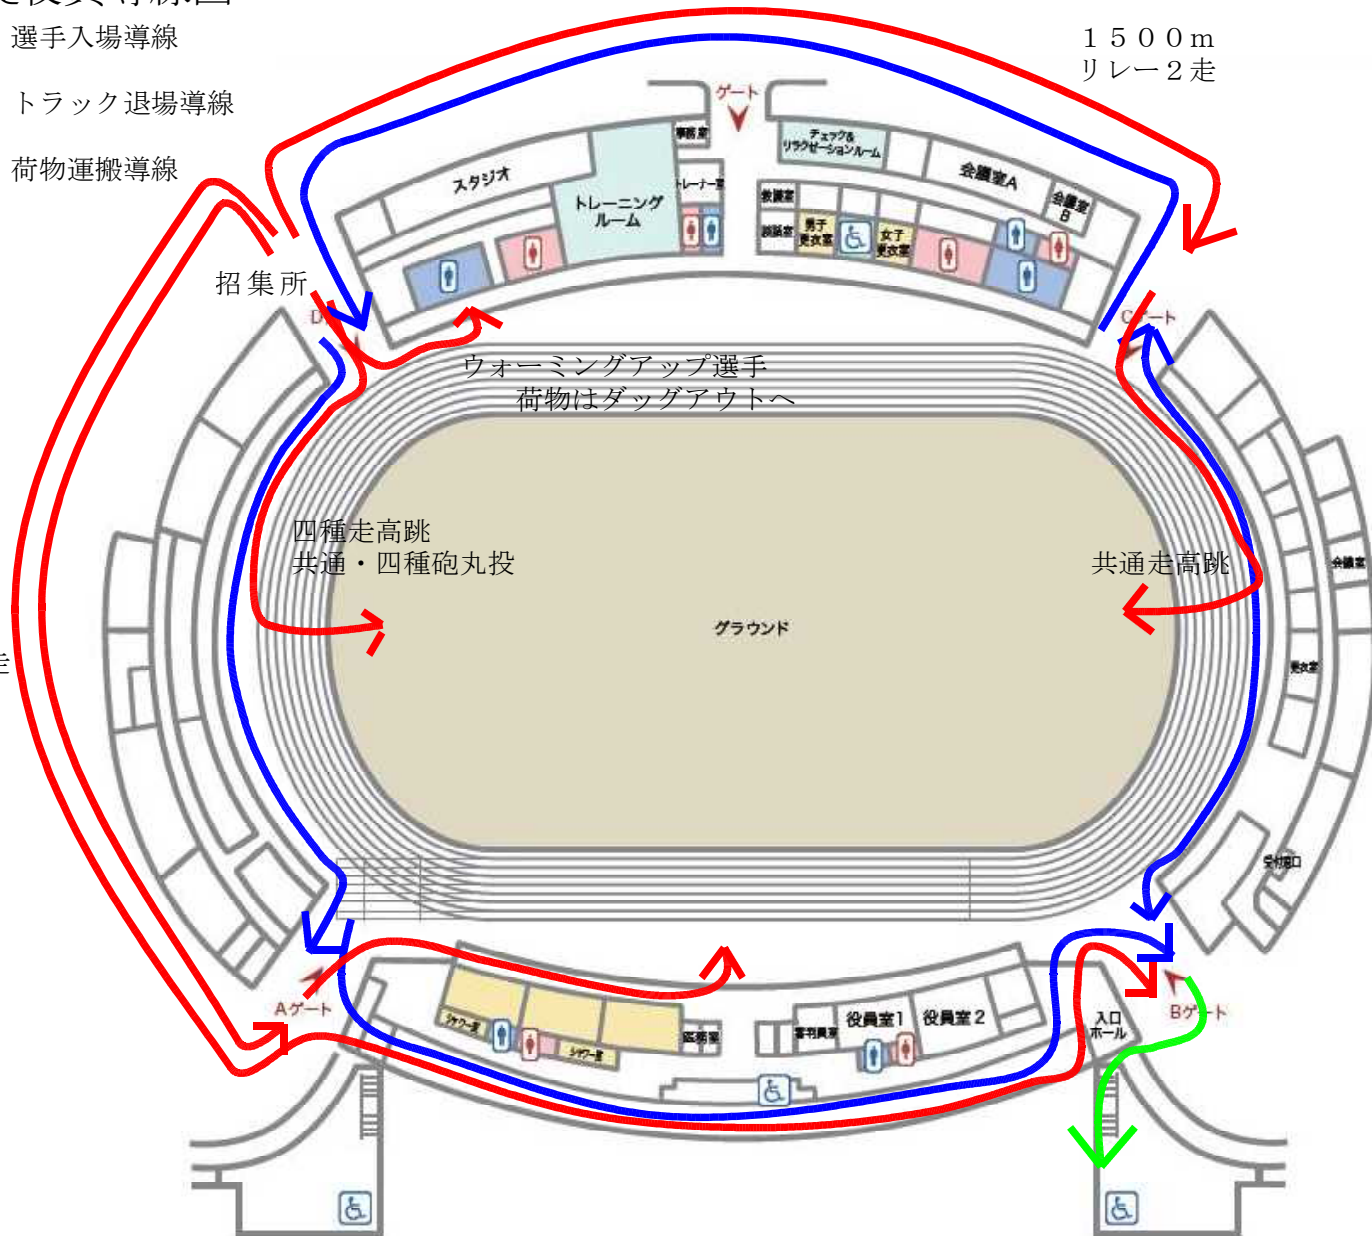 選手入場導線
トラック退場導線
荷物運搬導線
１５００ｍ
リレー２走
ゲート
事務室
チェック&
リラクゼーションルーム
スタジオ
トレーニング
ルーム
トレーナー室
救護室
男子
更衣室
女子
更衣室
会議室A
会議室
B
招集所
D
Cゲート
ウォーミングアップ選手
荷物はダッグアウトへ
四種走高跳
共通・四種砲丸投
共通走高跳
会議室
グラウンド
更衣室
受付窓口
Aゲート
シャワー室
シャワー室
医務室
審判員室
役員室1
役員室2
入口
ホール
Bゲート